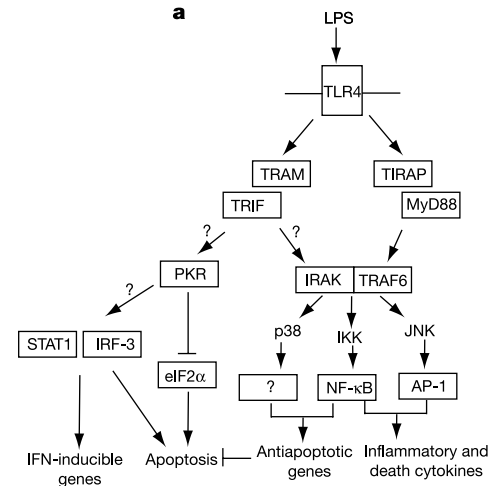 a
LPS
TLR4
TRAM
TIRAP
TRIF
MyD88
?
?
PKR
IRAK
TRAF6
?
p38
IKK
JNK
STAT1
IRF-3
eIF2α
?
NF-κB
AP-1
IFN-inducible
genes
Apoptosis
Antiapoptotic
genes
Inflammatory and
death cytokines